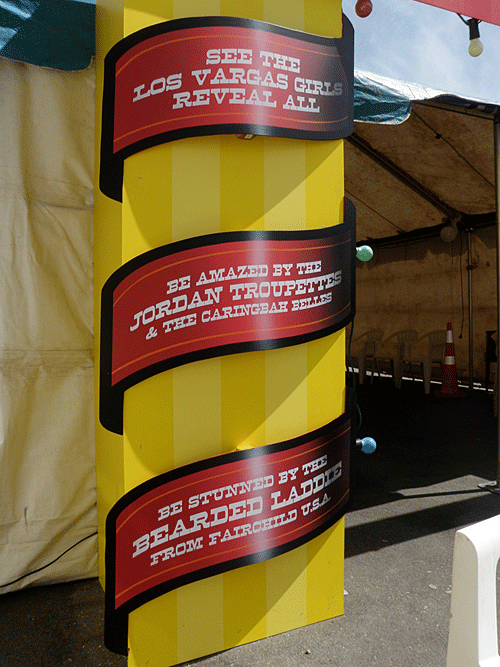 SEE THE
LOS VARGAS GIRLS
REVEAL ALL
BE AMAZED BY THE
JORDAN TROUPETTES
& THE CARINGBAH BELLES
BE STUNNED BY THE
BEARDED LADDIE
FROM FAIRCHILD U.S.A.